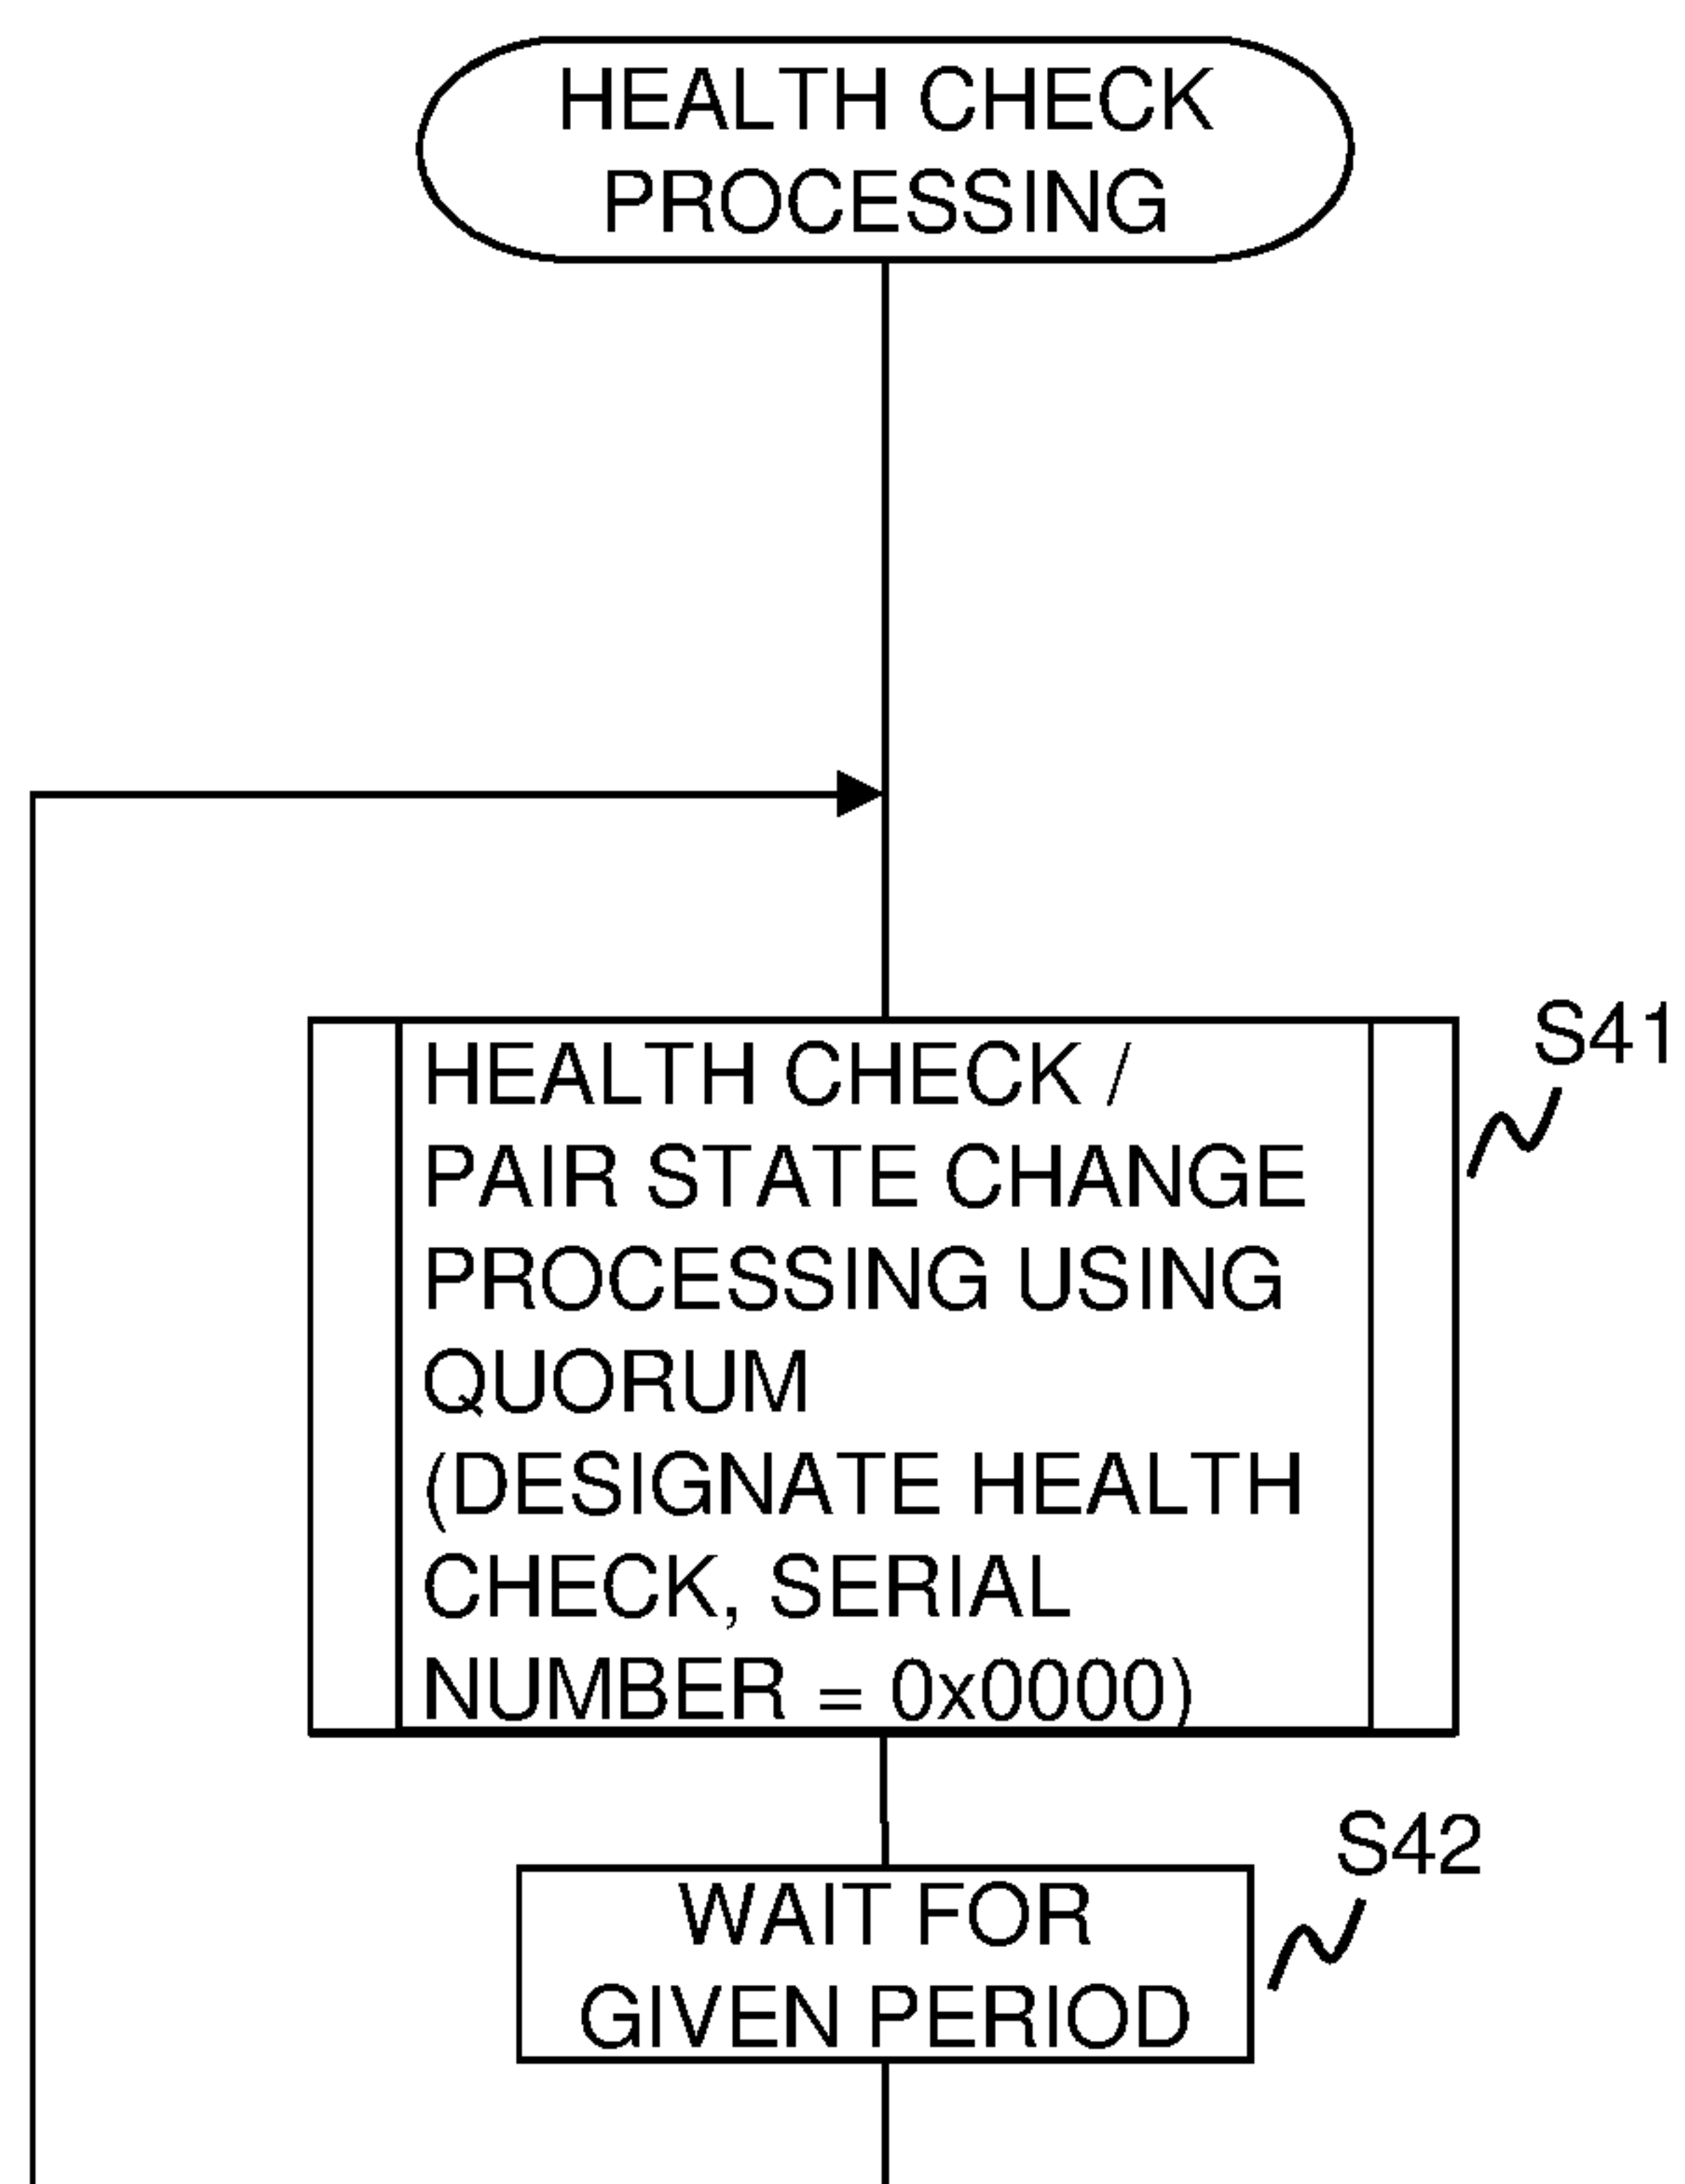 HEALTH CHECK
PROCESSING
S41
HEALTH CHECK /
PAIR STATE CHANGE
PROCESSING USING
QUORUM
(DESIGNATE HEALTH
CHECK, SERIAL
NUMBER = 0x0000)
S42
WAIT FOR
GIVEN PERIOD